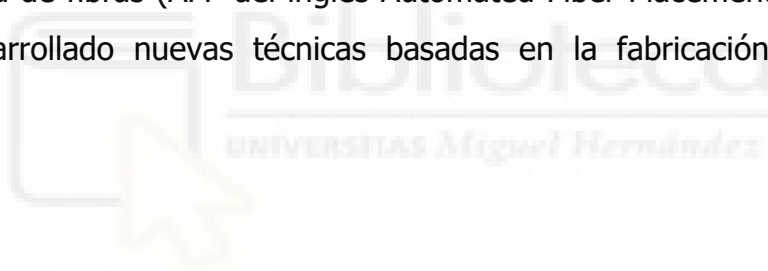 de fibras (AFP del inglés Automated Fiber Placement
arrollado nuevas técnicas basadas en la fabricación
Biblioteca
UNIVERSITAS Miguel Hernández